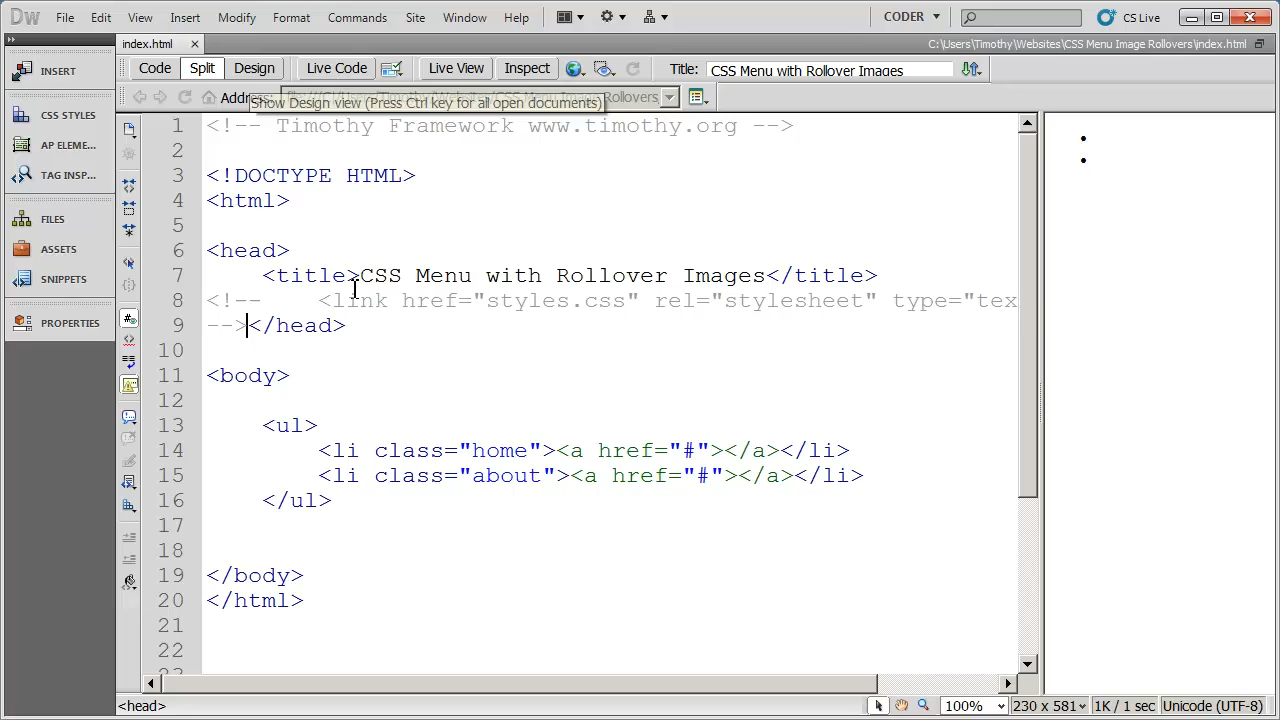 Dw File Edit View Insert Modify Format Commands Site Window Help CODER CS Live
index.html × C:\Users\Timothy\Websites\CSS Menu Image Rollovers\index.html
Code Split Design Live Code Live View Inspect Title: CSS Menu with Rollover Images
Address: Rollovers
Show Design view (Press Ctrl key for all open documents)
INSERT
CSS STYLES
AP ELEME...
TAG INSP...
FILES
ASSETS
SNIPPETS
PROPERTIES
1 <!-- Timothy Framework www.timothy.org -->
2
3 <!DOCTYPE HTML>
4 <html>
5
6 <head>
7 <title>CSS Menu with Rollover Images</title>
8 <!-- <link href="styles.css" rel="stylesheet" type="tex
9 --></head>
10
11 <body>
12
13 <ul>
14 <li class="home"><a href="#"></a></li>
15 <li class="about"><a href="#"></a></li>
16 </ul>
17
18
19 </body>
20 </html>
21
22
<head> 100% 230 x 581 1K / 1 sec Unicode (UTF-8)